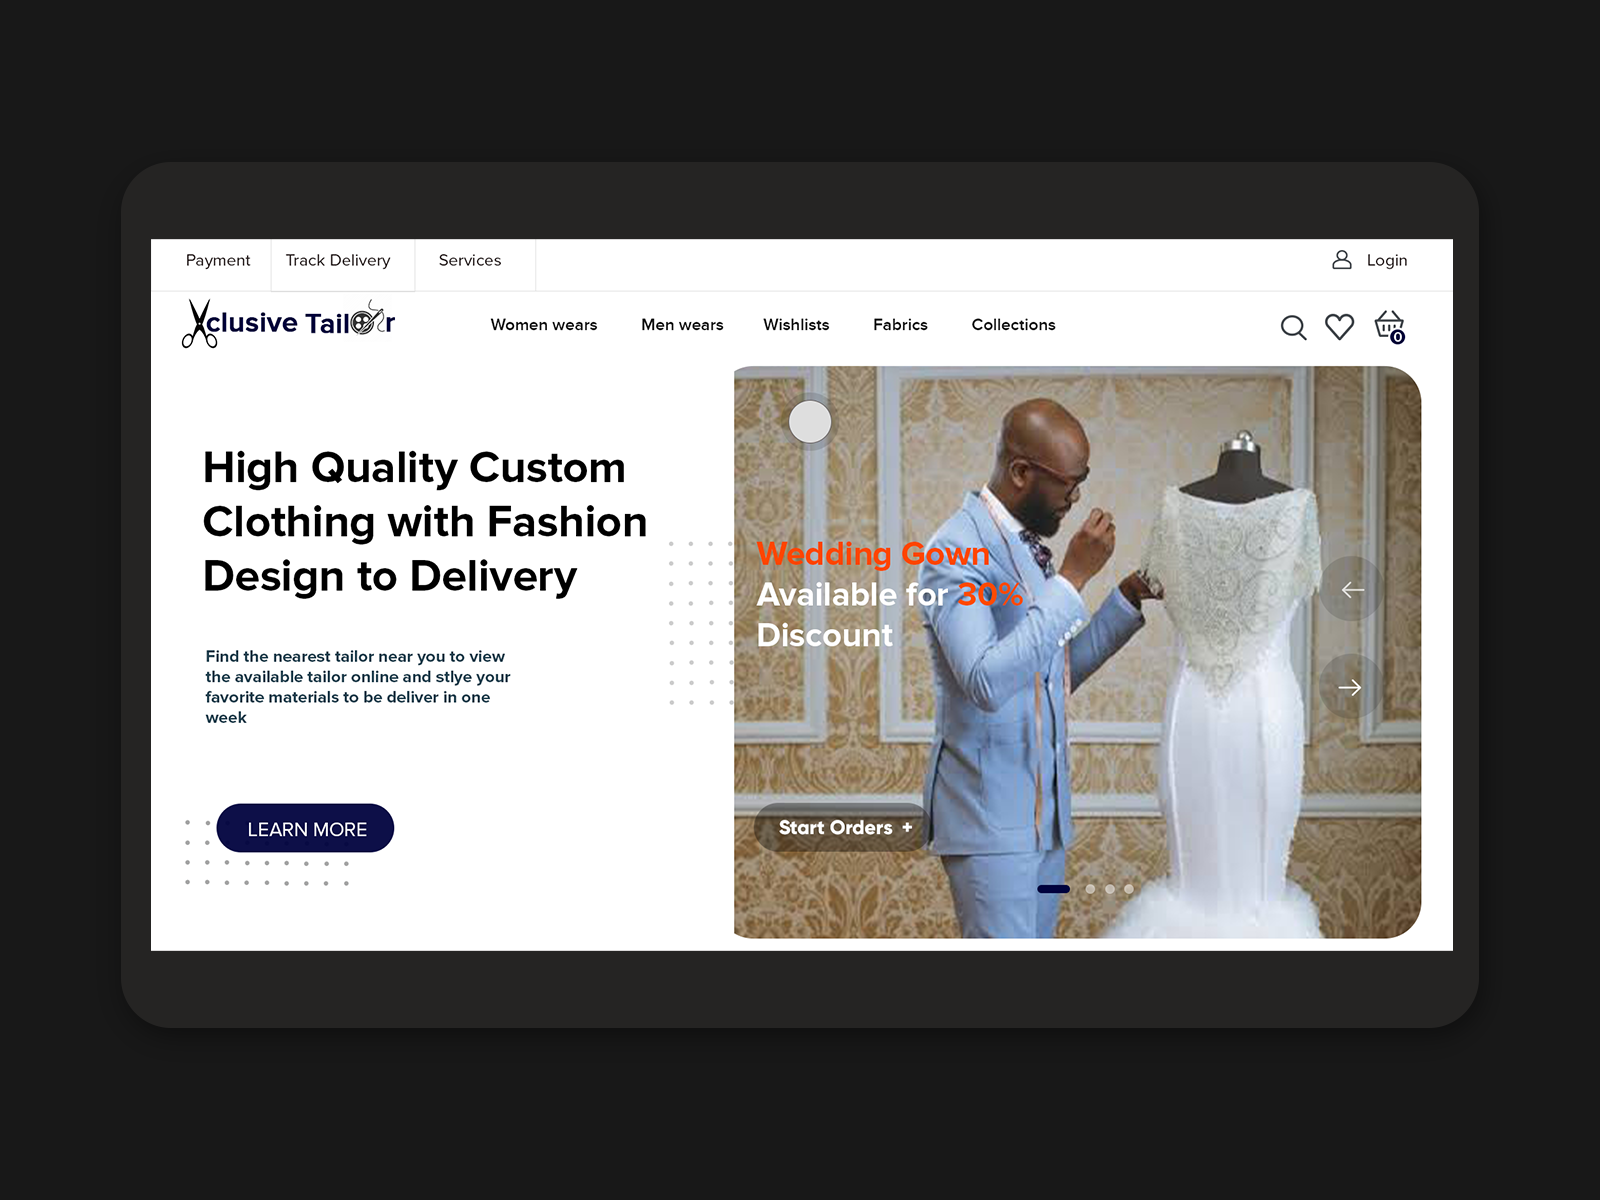 Payment
Track Delivery
Services
Login
Xclusive Tailor
Women wears
Men wears
Wishlists
Fabrics
Collections
0
High Quality Custom
Clothing with Fashion
Design to Delivery
Find the nearest tailor near you to view
the available tailor online and stlye your
favorite materials to be deliver in one
week
LEARN MORE
Wedding Gown
Available for 30%
Discount
Start Orders +